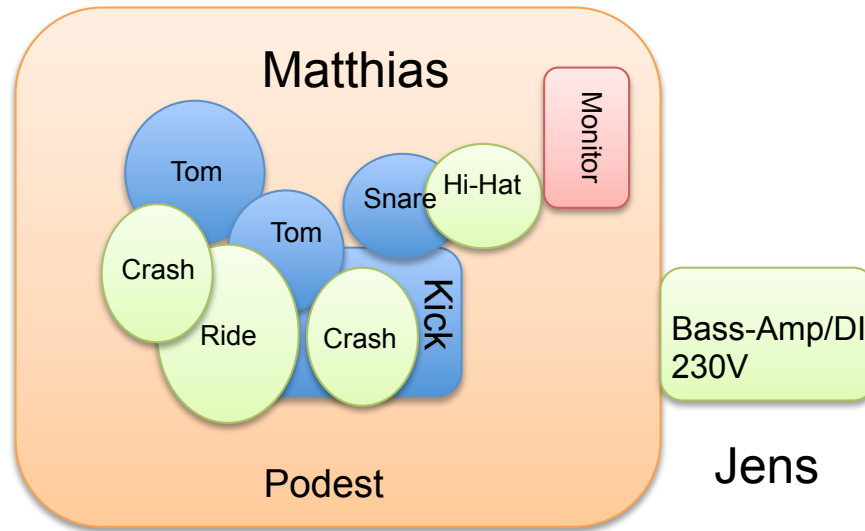 Matthias
Monitor
Tom
Snare
Hi-Hat
Tom
Crash
Ride
Crash
Kick
Bass-Amp/DI
230V
Jens
Podest